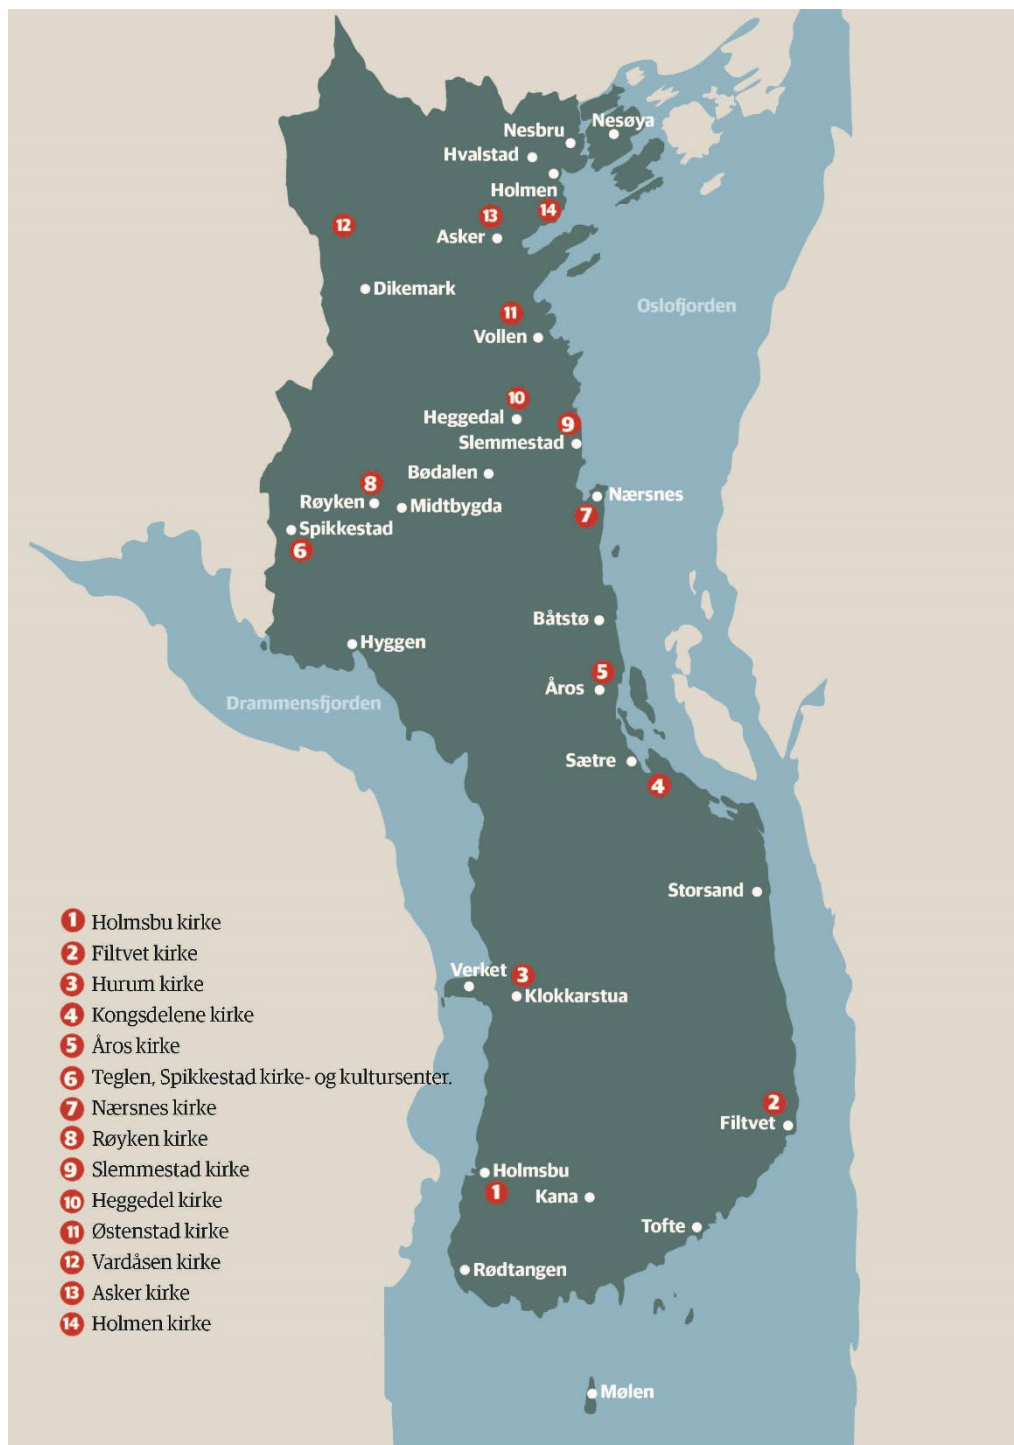 Nesøya
Nesbru
Hvalstad
Holmen
12
13
14
Asker
Dikemark
Oslofjorden
11
Vollen
10
Heggedal
9
Slemmestad
Bødalen
8
Nærsnes
Røyken
Midtbygda
7
Spikkestad
6
Båtstø
Hyggen
5
Åros
Drammensfjorden
Sætre
4
Storsand
1 Holmsbu kirke
2 Filtvet kirke
3 Hurum kirke
4 Kongsdelene kirke
5 Åros kirke
6 Teglen, Spikkestad kirke- og kultursenter.
7 Nærsnes kirke
8 Røyken kirke
9 Slemmestad kirke
10 Heggedel kirke
11 Østenstad kirke
12 Vardåsen kirke
13 Asker kirke
14 Holmen kirke
Verket
3
Klokkarstua
2
Filtvet
Holmsbu
1
Kana
Tofte
Rødtangen
Mølen